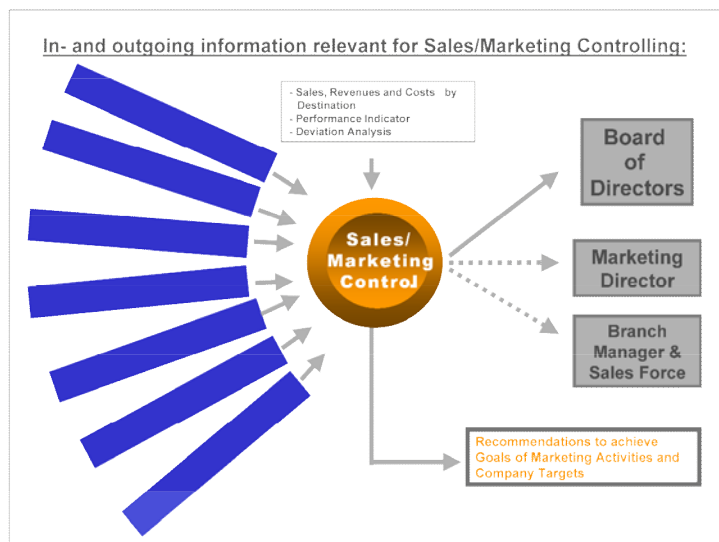 In- and outgoing information relevant for Sales/Marketing Controlling:
- Sales, Revenues and Costs by
Destination
- Performance Indicator
- Deviation Analysis
Sales/
Marketing
Control
Board
of
Directors
Marketing
Director
Branch
Manager &
Sales Force
Recommendations to achieve
Goals of Marketing Activities and
Company Targets